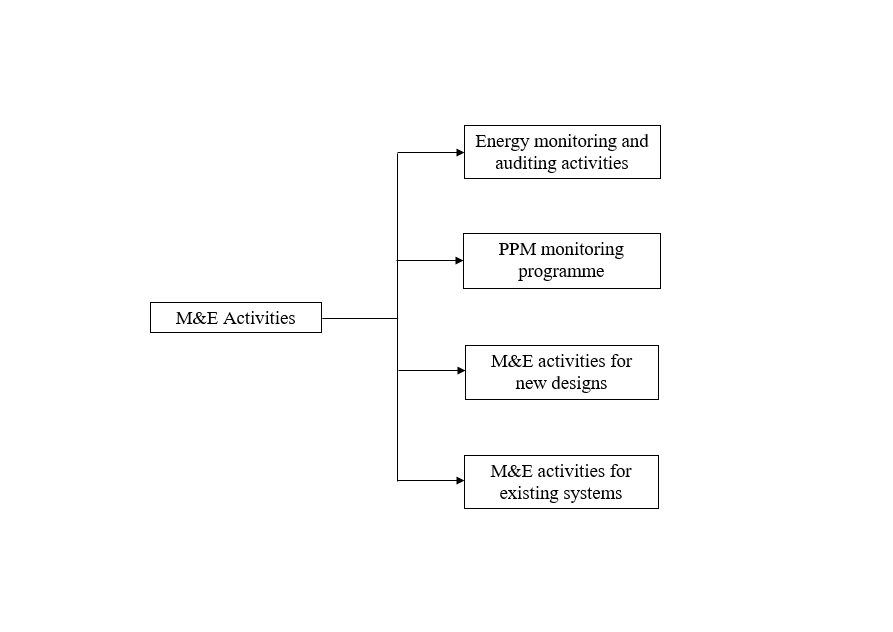 Energy monitoring and
auditing activities
PPM monitoring
programme
M&E Activities
M&E activities for
new designs
M&E activities for
existing systems